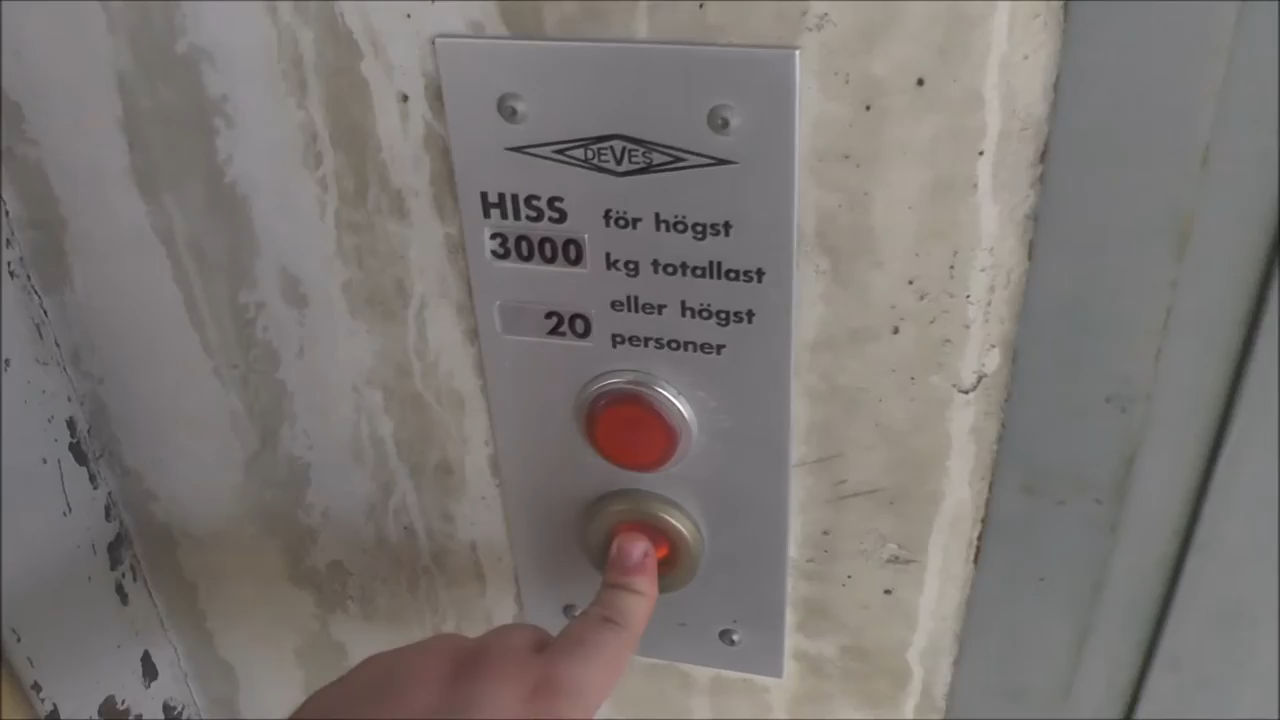 DEVES
HISS för högst
3000 kg totallast
eller högst
20 personer